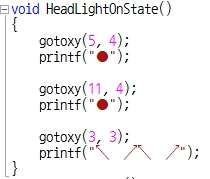 void HeadLightOnState()
{
gotoxy(5, 4);
printf("●");
gotoxy(11, 4);
printf("●");
gotoxy(3, 3);
printf("↖  ↗↖  ↗");
}